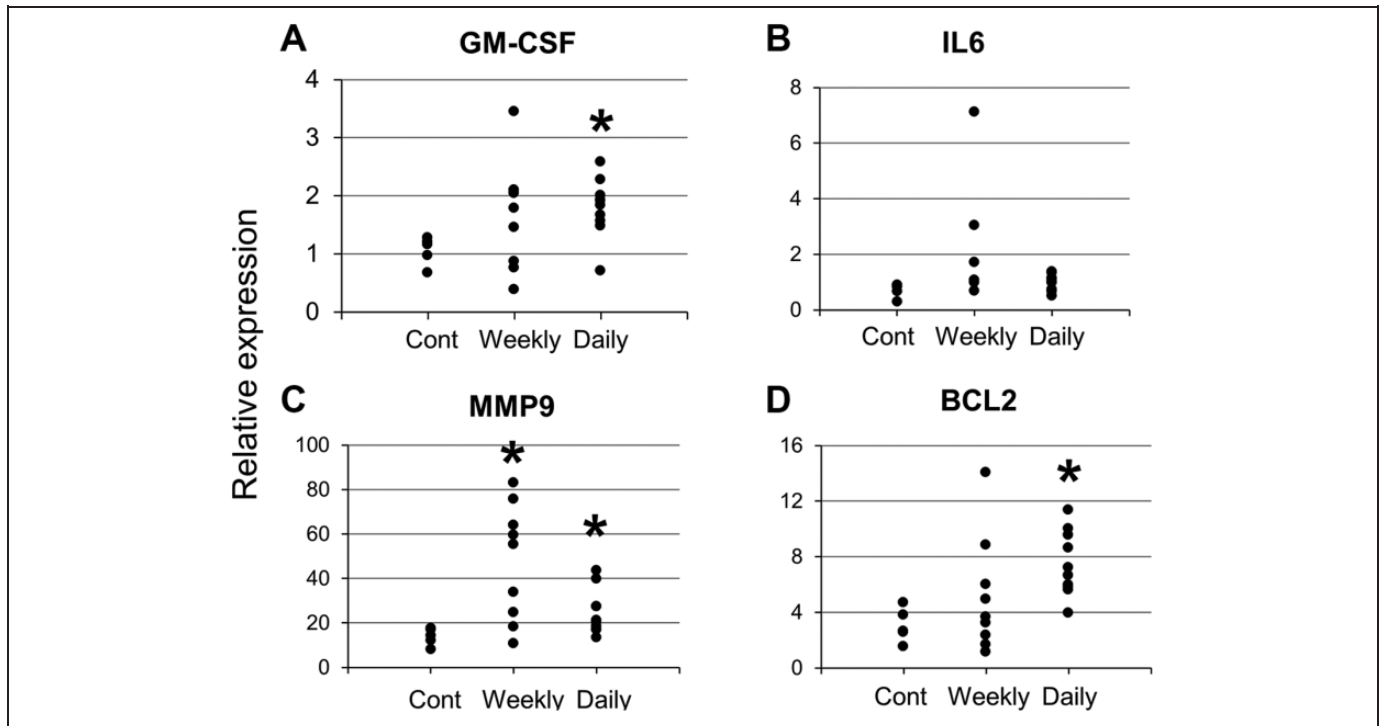 A
GM-CSF
4
3
*
2
1
0
Cont Weekly Daily
B
IL6
8
6
4
2
0
Cont Weekly Daily
Relative expression
C
MMP9
100
*
80
60
*
40
20
0
Cont Weekly Daily
D
BCL2
16
*
12
8
4
0
Cont Weekly Daily